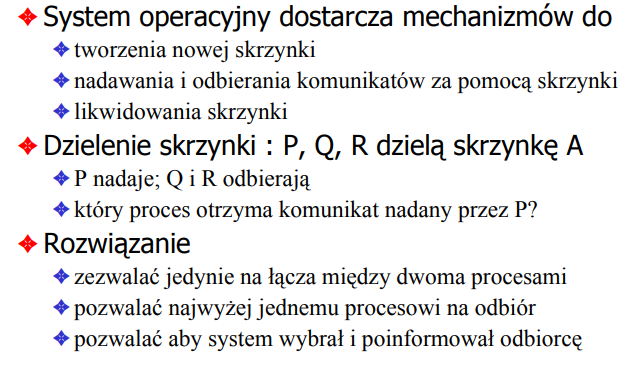 System operacyjny dostarcza mechanizmów do
tworzenia nowej skrzynki
nadawania i odbierania komunikatów za pomocą skrzynki
likwidowania skrzynki
Dzielenie skrzynki : P, Q, R dzielą skrzynkę A
P nadaje; Q i R odbierają
który proces otrzyma komunikat nadany przez P?
Rozwiązanie
zezwalać jedynie na łącza między dwoma procesami
pozwalać najwyżej jednemu procesowi na odbiór
pozwalać aby system wybrał i poinformował odbiorcę